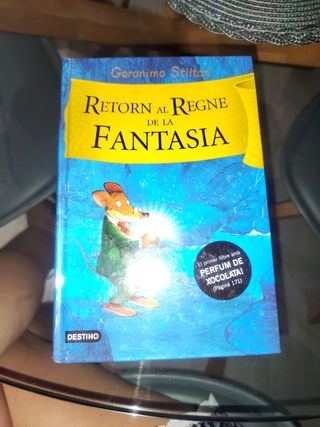 Geronimo Stilton
RETORN AL REGNE
DE LA
FANTASIA
El primer llibre amb
PERFUM DE
XOCOLATA!
(Pàgina 171)
DESTINO